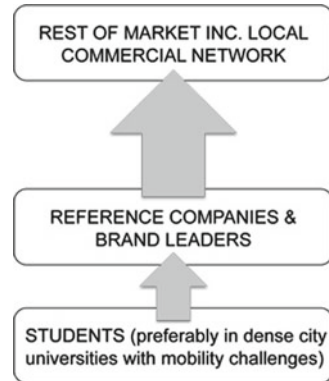 REST OF MARKET INC. LOCAL
COMMERCIAL NETWORK
REFERENCE COMPANIES &
BRAND LEADERS
STUDENTS (preferably in dense city
universities with mobility challenges)